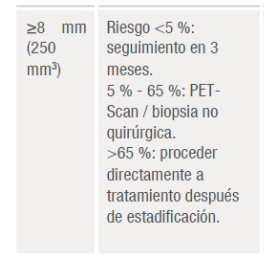 ≥8 mm
(250
mm³)
Riesgo <5 %:
seguimiento en 3
meses.
5 % - 65 %: PET-
Scan / biopsia no
quirúrgica.
>65 %: proceder
directamente a
tratamiento después
de estadificación.